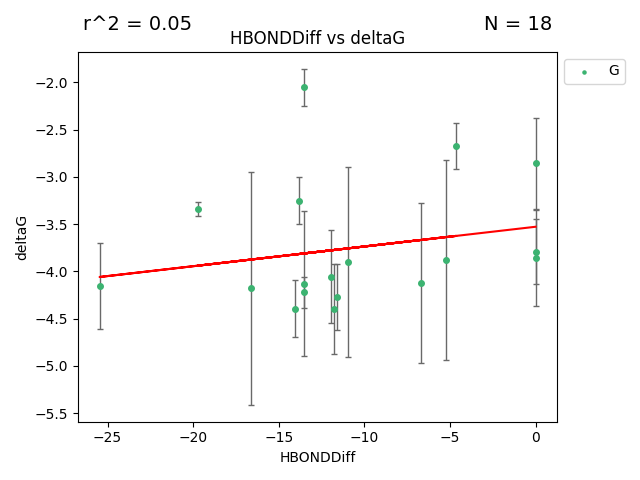 r^2 = 0.05
N = 18
HBONDDiff vs deltaG
G
−2.0
−2.5
−3.0
−3.5
−4.0
−4.5
−5.0
−5.5
deltaG
−25
−20
−15
−10
−5
0
HBONDDiff